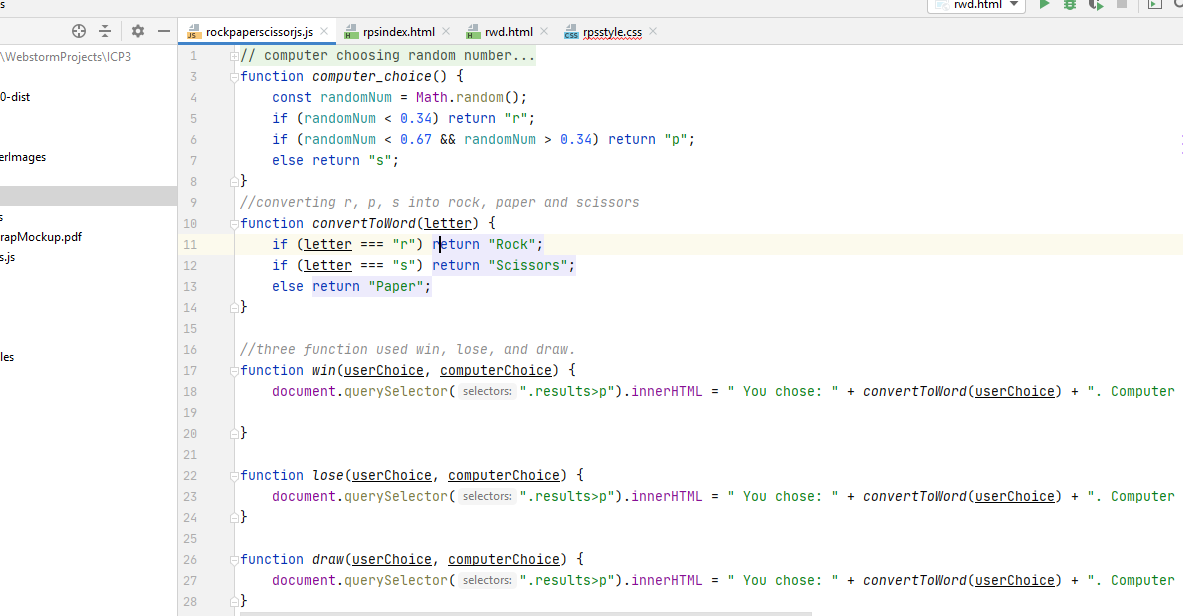 s
rwd.html
rockpaperscissorjs.js
rpsindex.html
rwd.html
rpsstyle.css
\WebstormProjects\ICP3
0-dist
erImages
s
rapMockup.pdf
s.js
les
1 // computer choosing random number...
3 function computer_choice() {
4 const randomNum = Math.random();
5 if (randomNum < 0.34) return "r";
6 if (randomNum < 0.67 && randomNum > 0.34) return "p";
7 else return "s";
8 }
9 //converting r, p, s into rock, paper and scissors
10 function convertToWord(letter) {
11 if (letter === "r") return "Rock";
12 if (letter === "s") return "Scissors";
13 else return "Paper";
14 }
15
16 //three function used win, lose, and draw.
17 function win(userChoice, computerChoice) {
18 document.querySelector( selectors: ".results>p").innerHTML = " You chose: " + convertToWord(userChoice) + ". Computer
19
20 }
21
22 function lose(userChoice, computerChoice) {
23 document.querySelector( selectors: ".results>p").innerHTML = " You chose: " + convertToWord(userChoice) + ". Computer
24 }
25
26 function draw(userChoice, computerChoice) {
27 document.querySelector( selectors: ".results>p").innerHTML = " You chose: " + convertToWord(userChoice) + ". Computer
28 }